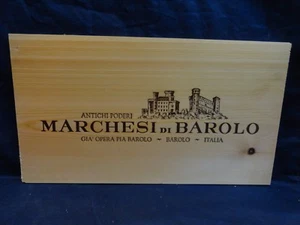 ANTICHI PODERI
MARCHESI DI BAROLO
GIA' OPERA PIA BAROLO – BAROLO – ITALIA